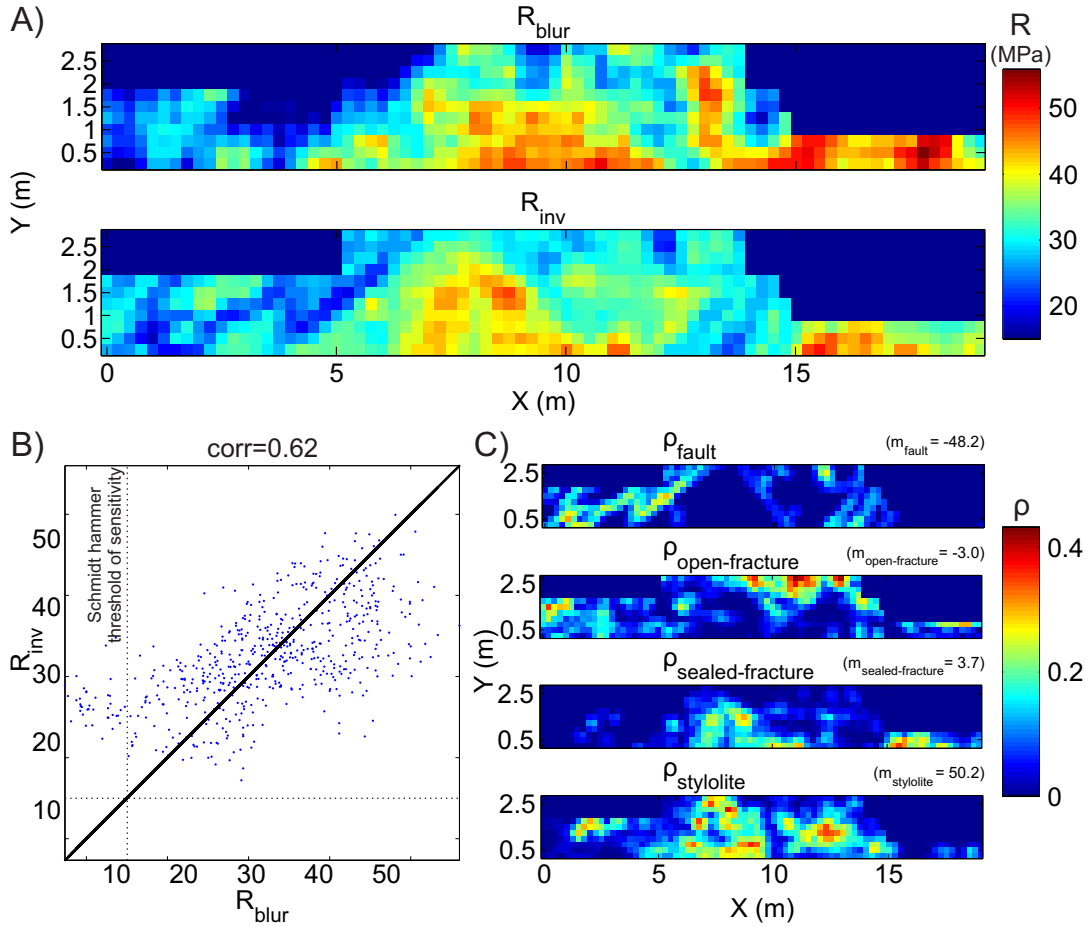 A)
R_blur
R
(MPa)
2.5
2
1.5
1
0.5
5
10
15
50
40
30
20
Y (m)
R_inv
2.5
2
1.5
1
0.5
0
5
10
15
X (m)
B)
corr=0.62
Schmidt hammer
threshold of sensitivity
R_inv
50
40
30
20
10
10
20
30
40
50
R_blur
C)
ρ_fault
(m_fault = -48.2)
2.5
0.5
ρ_open-fracture
(m_open-fracture = -3.0)
2.5
0.5
ρ_sealed-fracture
(m_sealed-fracture = 3.7)
2.5
0.5
ρ_stylolite
(m_stylolite = 50.2)
2.5
0.5
0
5
10
15
Y (m)
X (m)
ρ
0.4
0.2
0